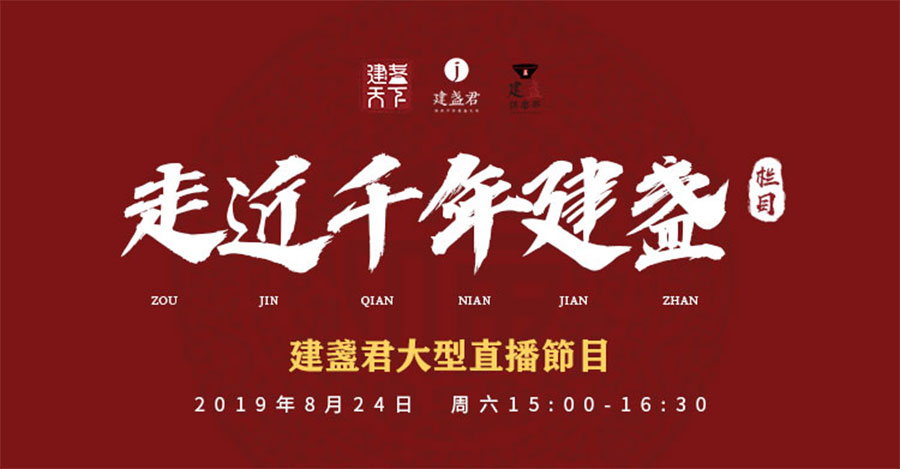 建盏天下
j
建盏君
建盏
走近千年建盏
栏目
ZOU JIN QIAN NIAN JIAN ZHAN
建盞君大型直播節目
2019年8月24日 周六15:00-16:30